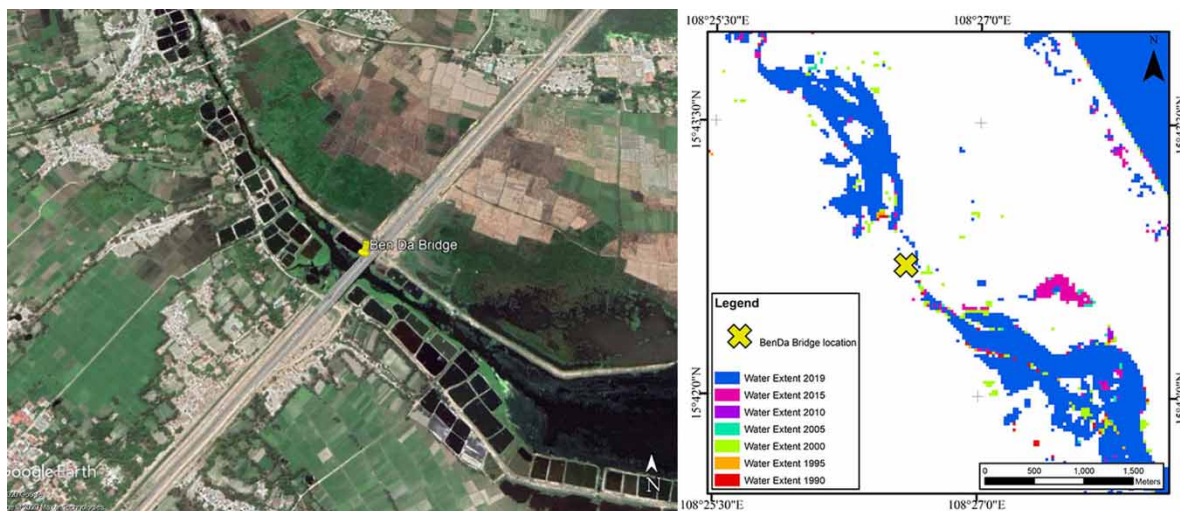 Ben Da Bridge
N
108°25'30"E
108°27'0"E
N
15°43'30"N
Legend
BenDa Bridge location
Water Extent 2019
Water Extent 2015
Water Extent 2010
Water Extent 2005
Water Extent 2000
Water Extent 1995
Water Extent 1990
15°42'0"N
0 500 1,000 1,500
Meters
108°25'30"E
108°27'0"E